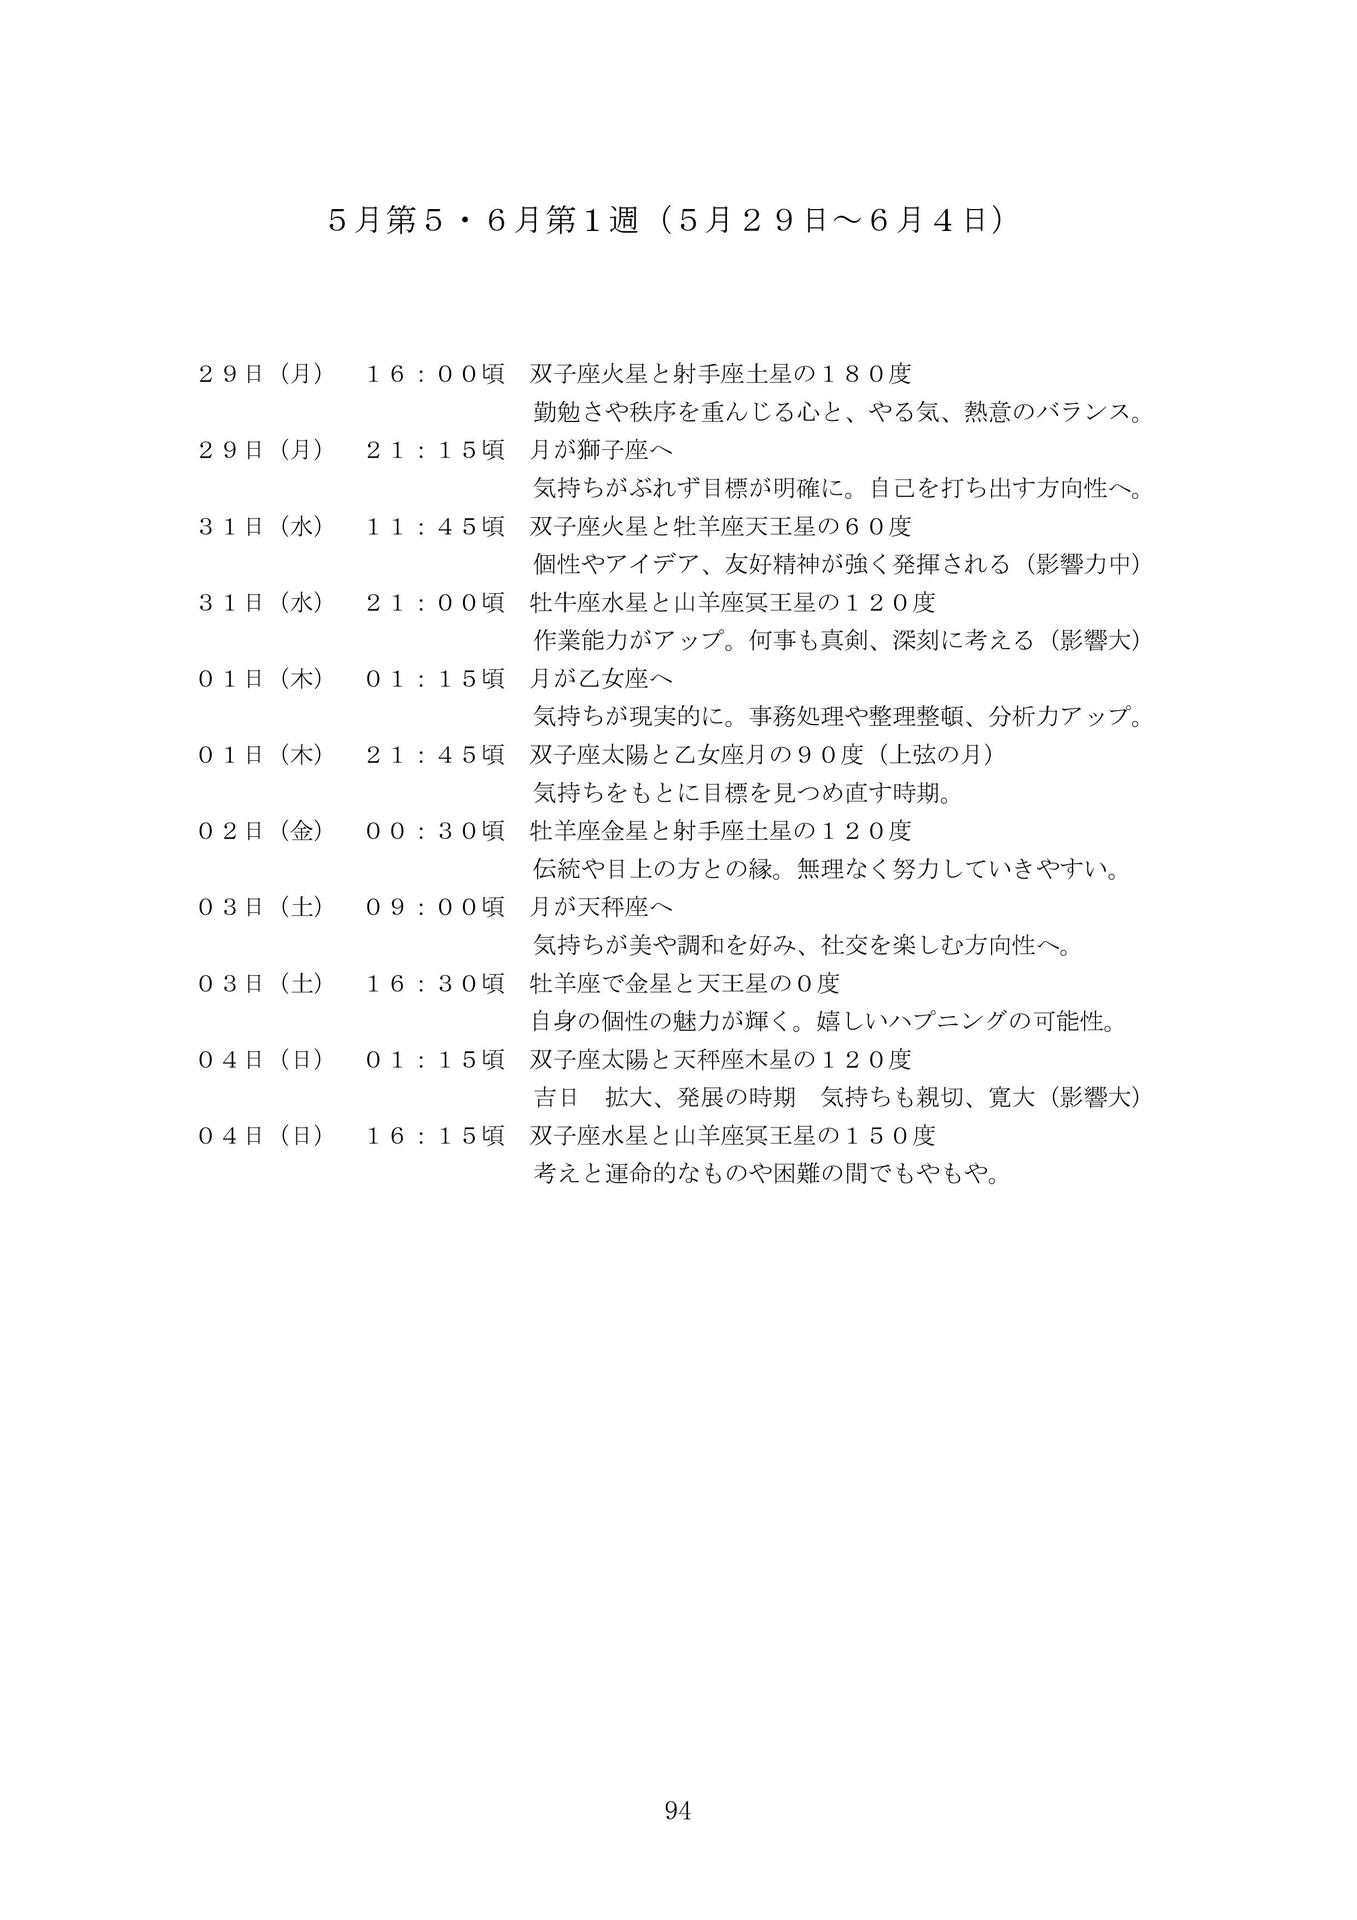 ５月第５・６月第１週（５月２９日～６月４日）
２９日（月）　１６：００頃　双子座火星と射手座土星の１８０度
勤勉さや秩序を重んじる心と、やる気、熱意のバランス。
２９日（月）　２１：１５頃　月が獅子座へ
気持ちがぶれず目標が明確に。自己を打ち出す方向性へ。
３１日（水）　１１：４５頃　双子座火星と牡羊座天王星の６０度
個性やアイデア、友好精神が強く発揮される（影響力中）
３１日（水）　２１：００頃　牡牛座水星と山羊座冥王星の１２０度
作業能力がアップ。何事も真剣、深刻に考える（影響大）
０１日（木）　０１：１５頃　月が乙女座へ
気持ちが現実的に。事務処理や整理整頓、分析力アップ。
０１日（木）　２１：４５頃　双子座太陽と乙女座月の９０度（上弦の月）
気持ちをもとに目標を見つめ直す時期。
０２日（金）　００：３０頃　牡羊座金星と射手座土星の１２０度
伝統や目上の方との縁。無理なく努力していきやすい。
０３日（土）　０９：００頃　月が天秤座へ
気持ちが美や調和を好み、社交を楽しむ方向性へ。
０３日（土）　１６：３０頃　牡羊座で金星と天王星の０度
自身の個性の魅力が輝く。嬉しいハプニングの可能性。
０４日（日）　０１：１５頃　双子座太陽と天秤座木星の１２０度
吉日　拡大、発展の時期　気持ちも親切、寛大（影響大）
０４日（日）　１６：１５頃　双子座水星と山羊座冥王星の１５０度
考えと運命的なものや困難の間でもやもや。
94